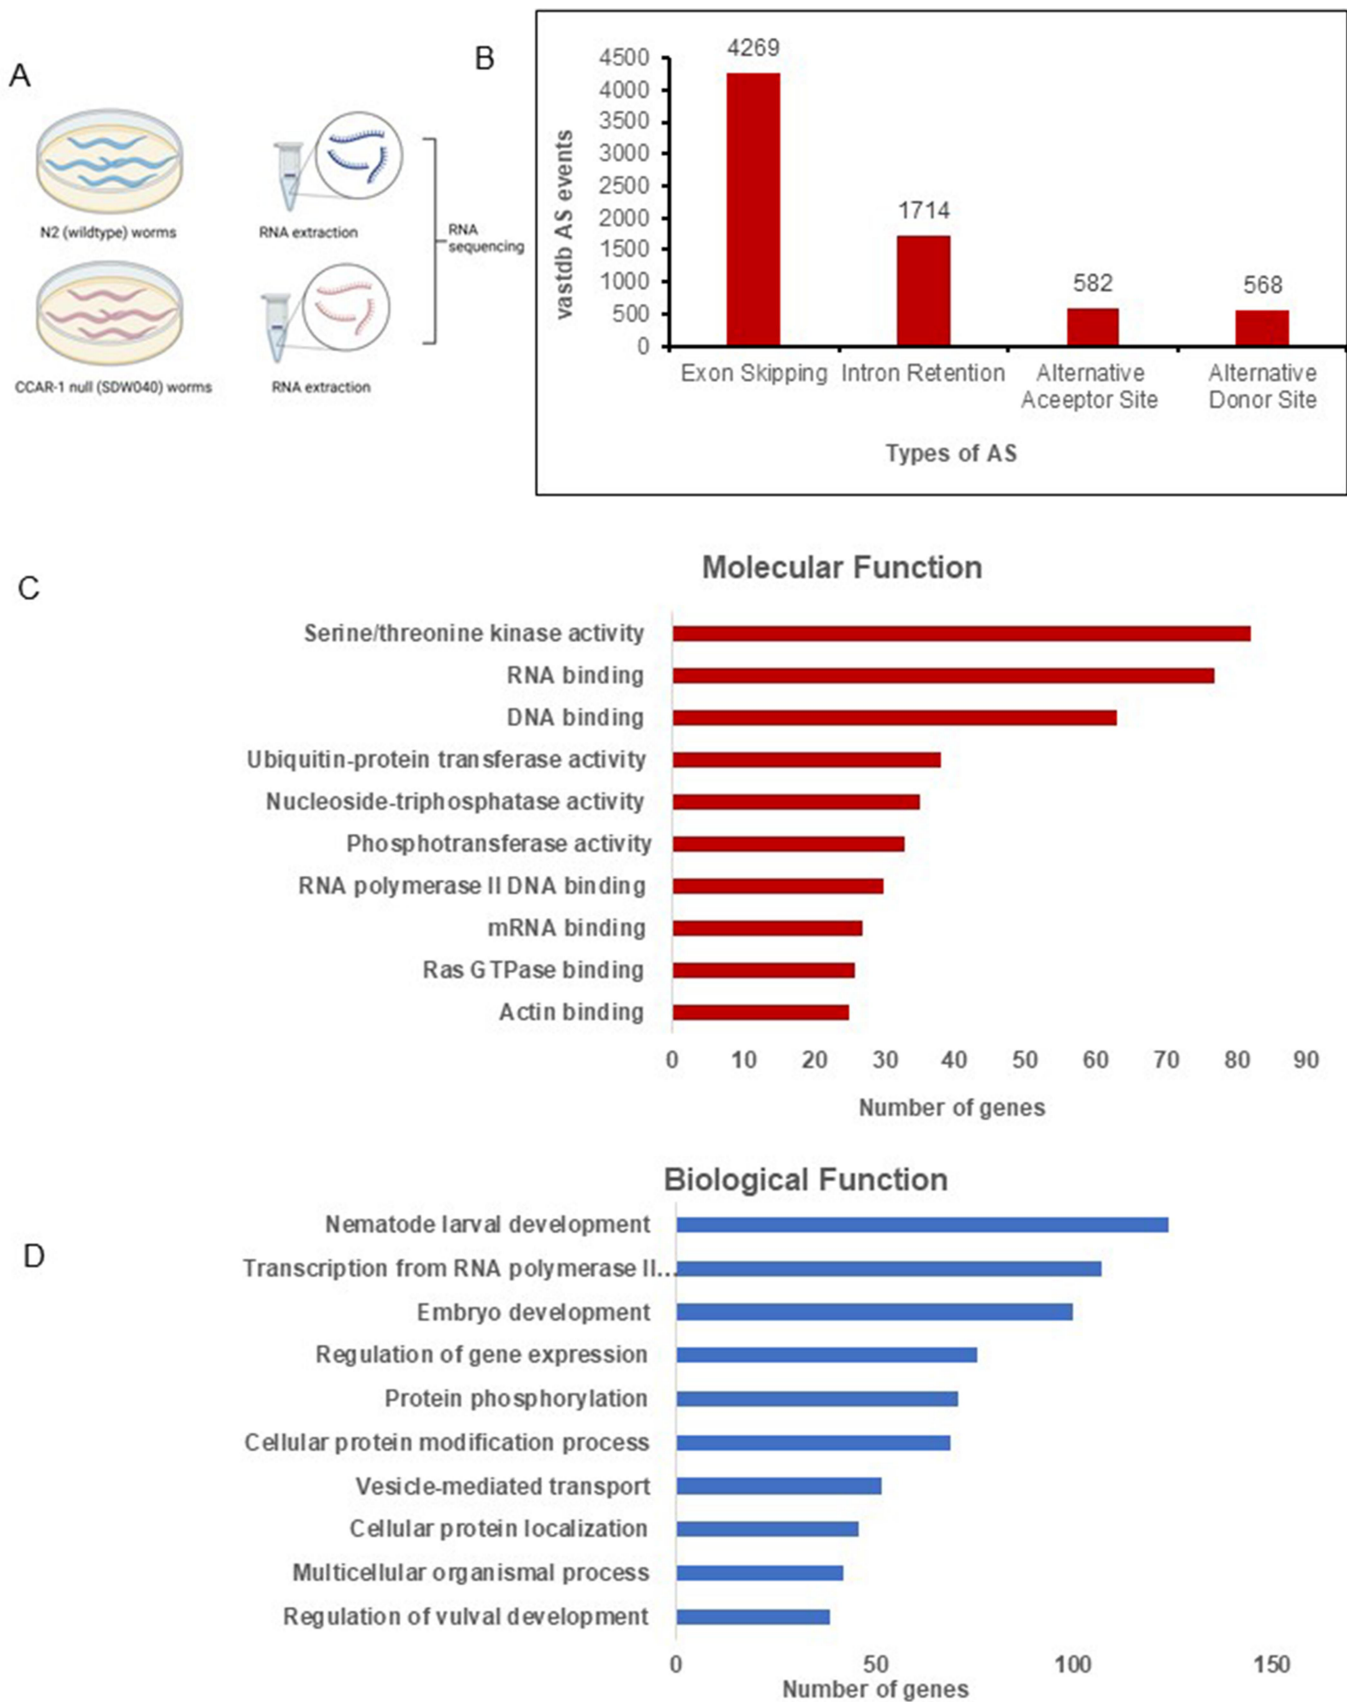 A
N2 (wildtype) worms
RNA extraction
CCAR-1 null (SDW040) worms
RNA extraction
RNA
sequencing
B
vastdb AS events
4500
4000
3500
3000
2500
2000
1500
1000
500
0
4269
1714
582
568
Exon Skipping
Intron Retention
Alternative
Aceeptor Site
Alternative
Donor Site
Types of AS
C
Molecular Function
Serine/threonine kinase activity
RNA binding
DNA binding
Ubiquitin-protein transferase activity
Nucleoside-triphosphatase activity
Phosphotransferase activity
RNA polymerase II DNA binding
mRNA binding
Ras GTPase binding
Actin binding
0 10 20 30 40 50 60 70 80 90
Number of genes
D
Biological Function
Nematode larval development
Transcription from RNA polymerase II...
Embryo development
Regulation of gene expression
Protein phosphorylation
Cellular protein modification process
Vesicle-mediated transport
Cellular protein localization
Multicellular organismal process
Regulation of vulval development
0 50 100 150
Number of genes